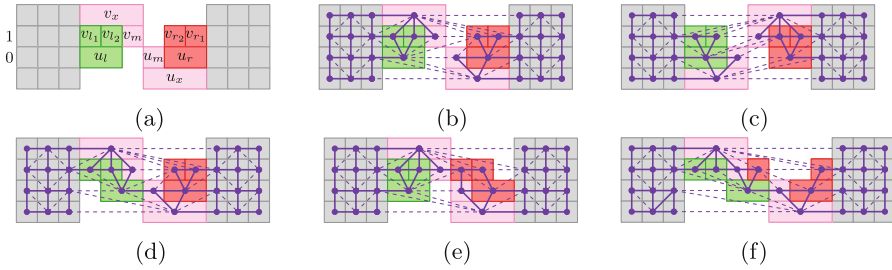 v_x
1 v_{l_1} v_{l_2} v_m v_{r_2} v_{r_1}
0 u_l u_m u_r
u_x
(a) (b) (c)
(d) (e) (f)